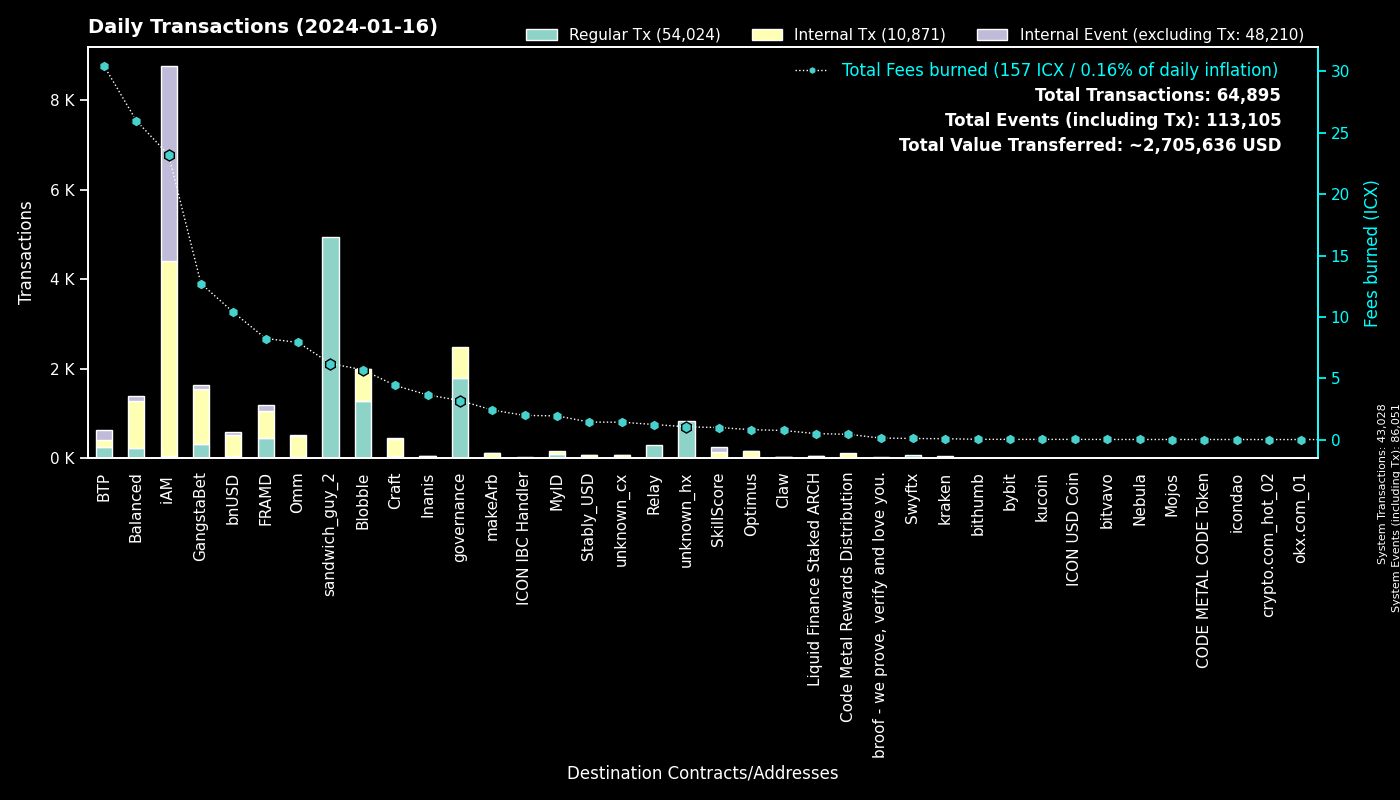 Daily Transactions (2024-01-16)
Regular Tx (54,024)
Internal Tx (10,871)
Internal Event (excluding Tx: 48,210)
Total Fees burned (157 ICX / 0.16% of daily inflation)
Total Transactions: 64,895
Total Events (including Tx): 113,105
Total Value Transferred: ~2,705,636 USD
Transactions
8 K
6 K
4 K
2 K
0 K
30
25
20
15
10
5
0
Fees burned (ICX)
BTP
Balanced
iAM
GangstaBet
bnUSD
FRAMD
Omm
sandwich_guy_2
Blobble
Craft
Inanis
governance
makeArb
ICON IBC Handler
MyID
Stably_USD
unknown_cx
Relay
unknown_hx
SkillScore
Optimus
Claw
Liquid Finance Staked ARCH
Code Metal Rewards Distribution
broof - we prove, verify and love you.
Swyftx
kraken
bithumb
bybit
kucoin
ICON USD Coin
bitvavo
Nebula
Mojos
CODE METAL CODE Token
icondao
crypto.com_hot_02
okx.com_01
Destination Contracts/Addresses
System Transactions: 43,028
System Events (including Tx): 86,051